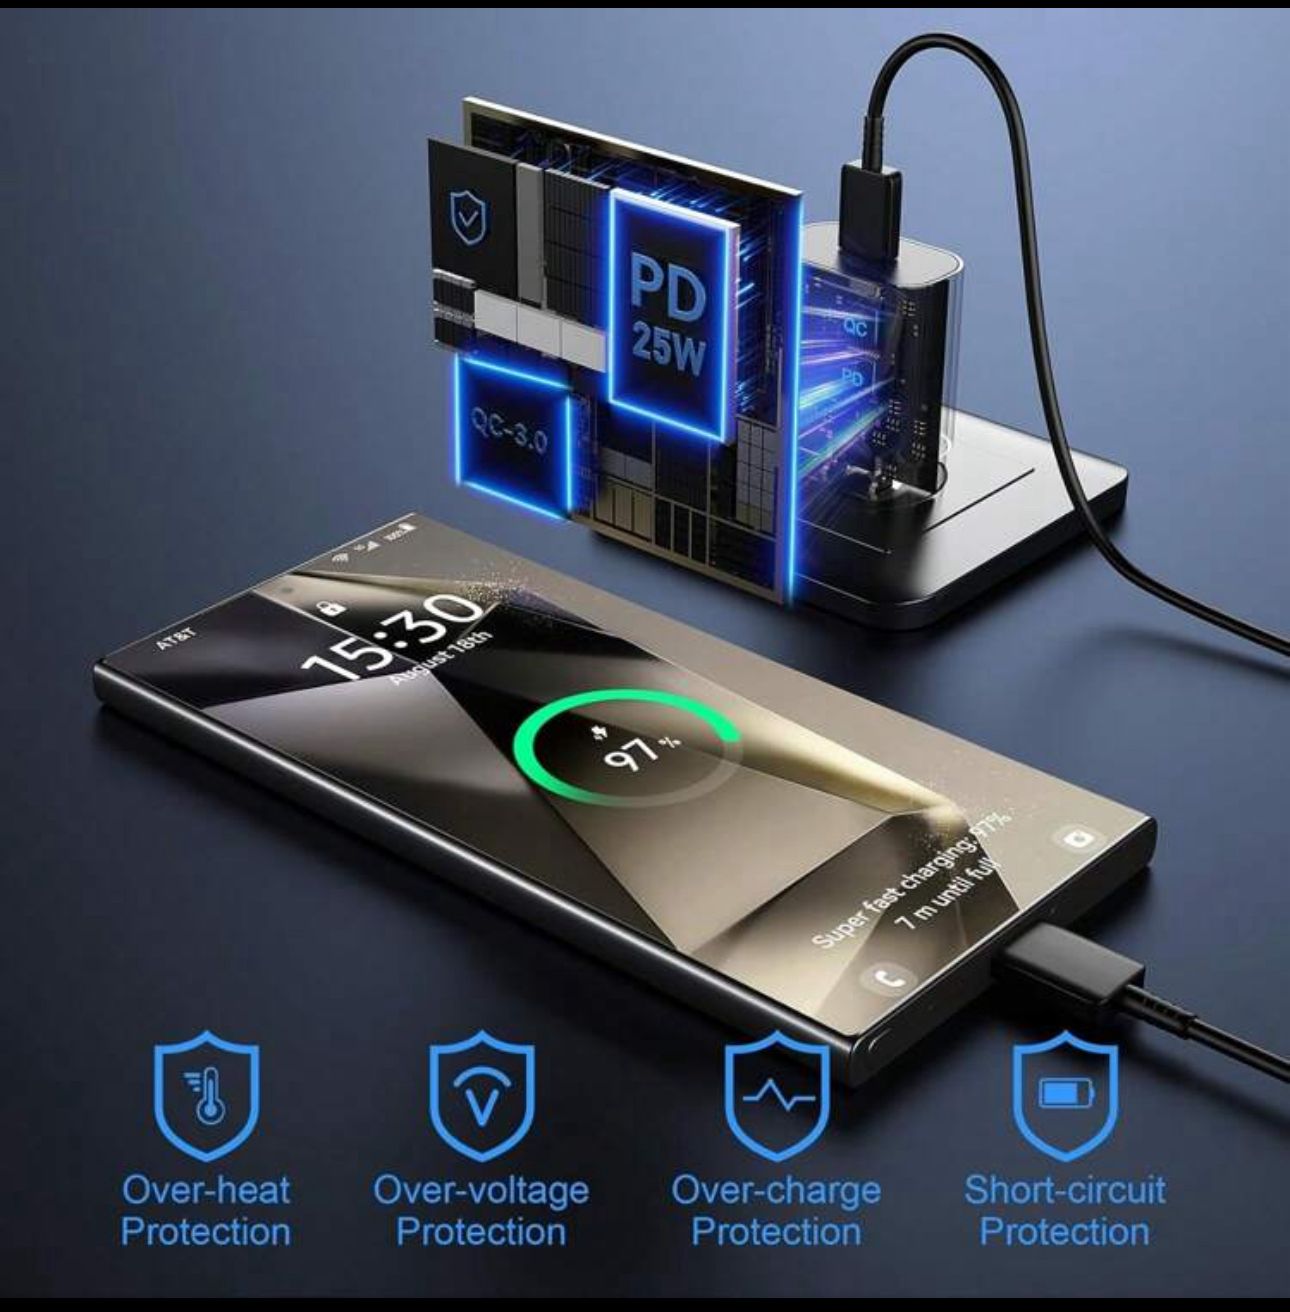 PD
25W
QC-3.0
QC
PD
100%
AT&T
15:30
August 18th
97 %
Super fast charging: 97%
7 m until full
Over-heat
Protection
Over-voltage
Protection
Over-charge
Protection
Short-circuit
Protection